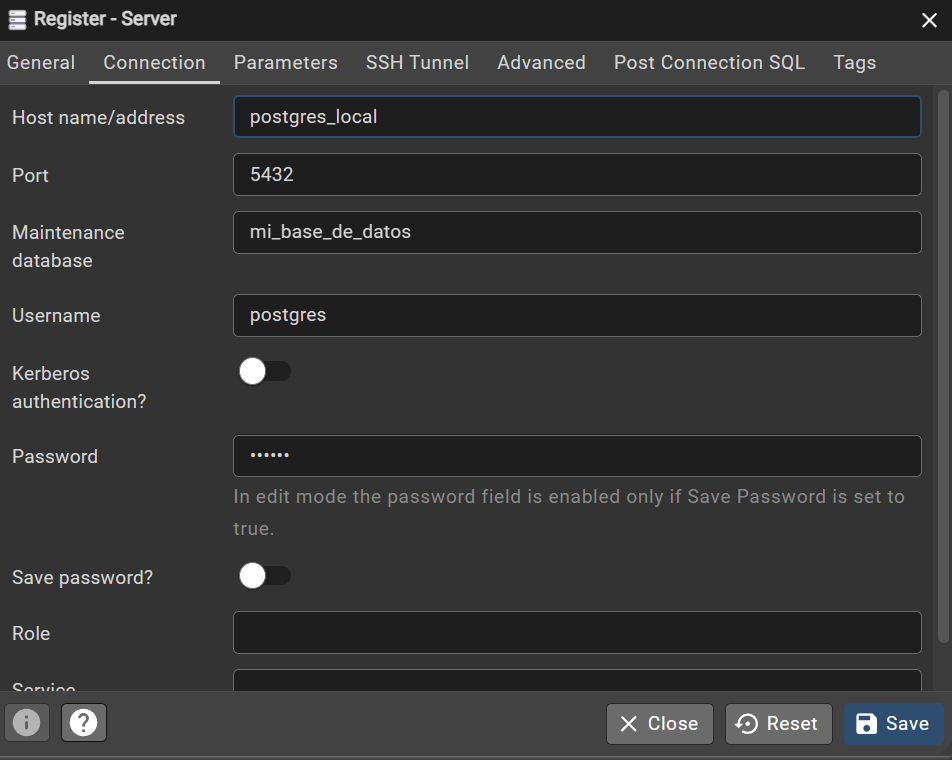 Register - Server
General Connection Parameters SSH Tunnel Advanced Post Connection SQL Tags
Host name/address postgres_local
Port 5432
Maintenance database mi_base_de_datos
Username postgres
Kerberos authentication?
Password ••••••
In edit mode the password field is enabled only if Save Password is set to
true.
Save password?
Role
Service
Close Reset Save